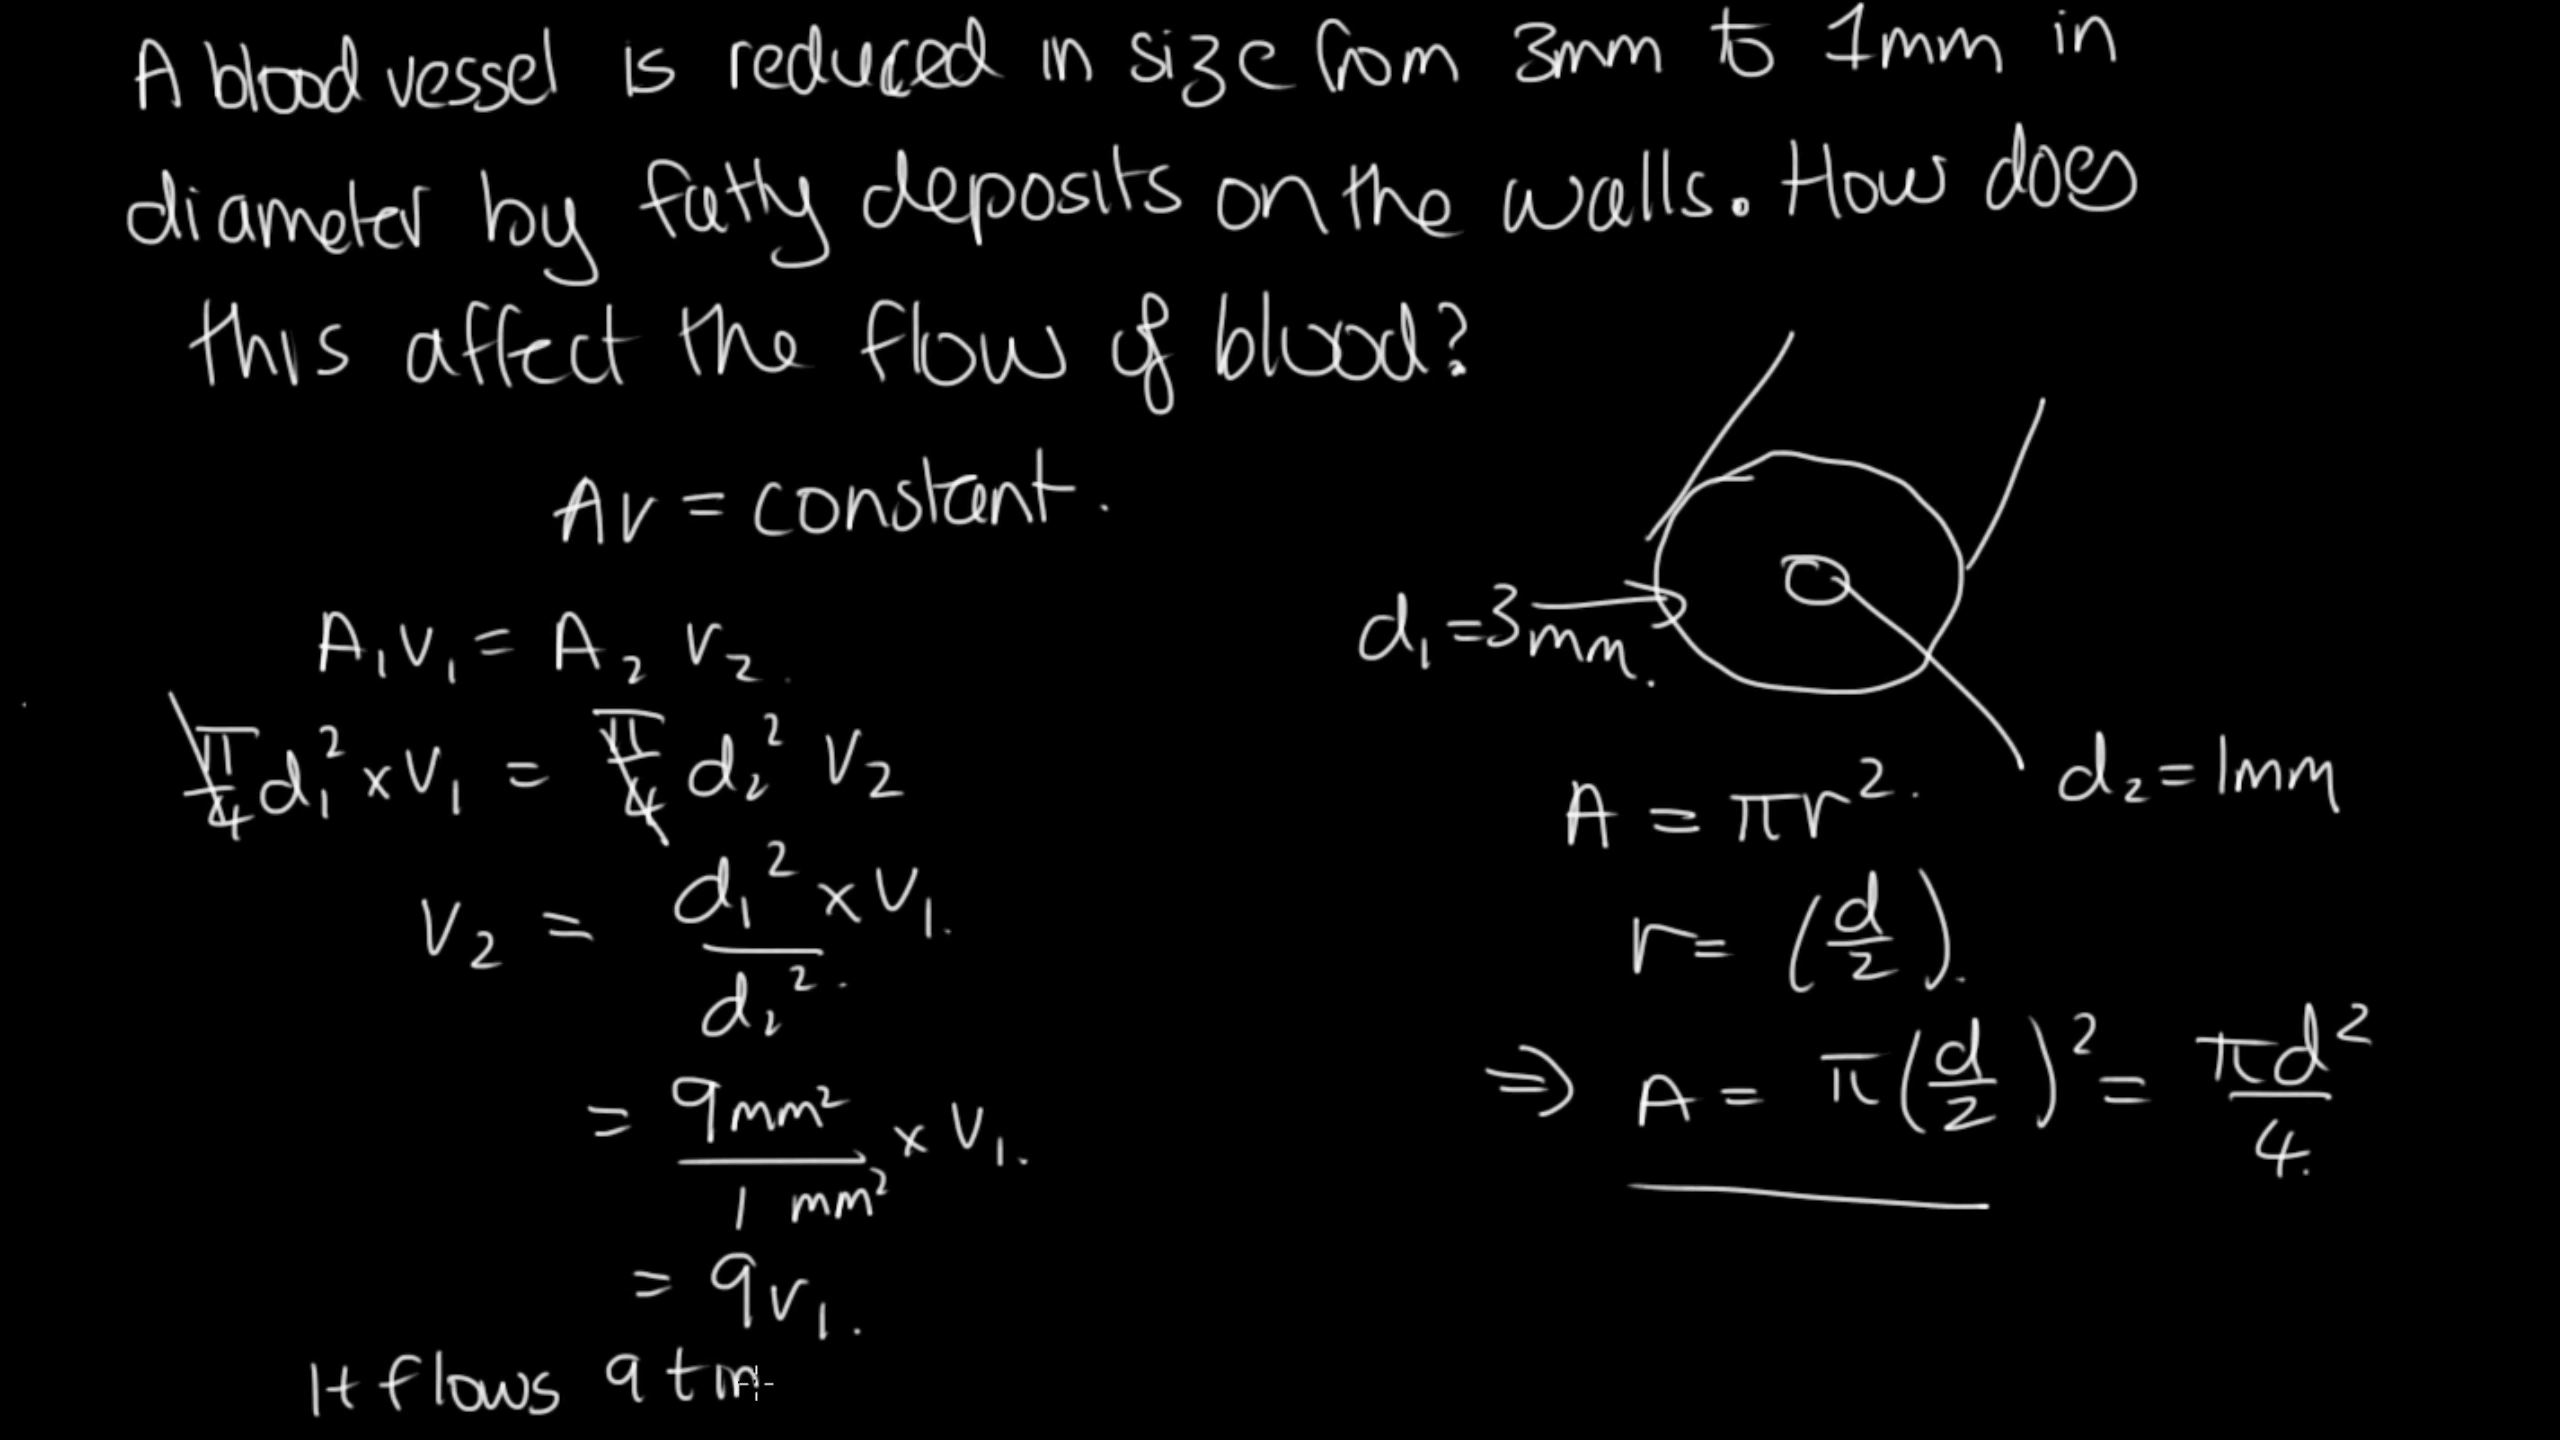 A blood vessel is reduced in size from 3mm to 1mm in
diameter by fatty deposits on the walls. How does
this affect the flow of blood?
Av = constant.
A₁v₁ = A₂ v₂.
π/4 d₁² × v₁ = π/4 d₂² v₂
v₂ = d₁² × v₁. / d₂².
= 9mm² / 1 mm² × v₁.
= 9v₁.
It flows 9 tim
d₁ = 3mm.
d₂ = 1mm
A = πr².
r = (d/2).
⇒ A = π(d/2)² = πd²/4.